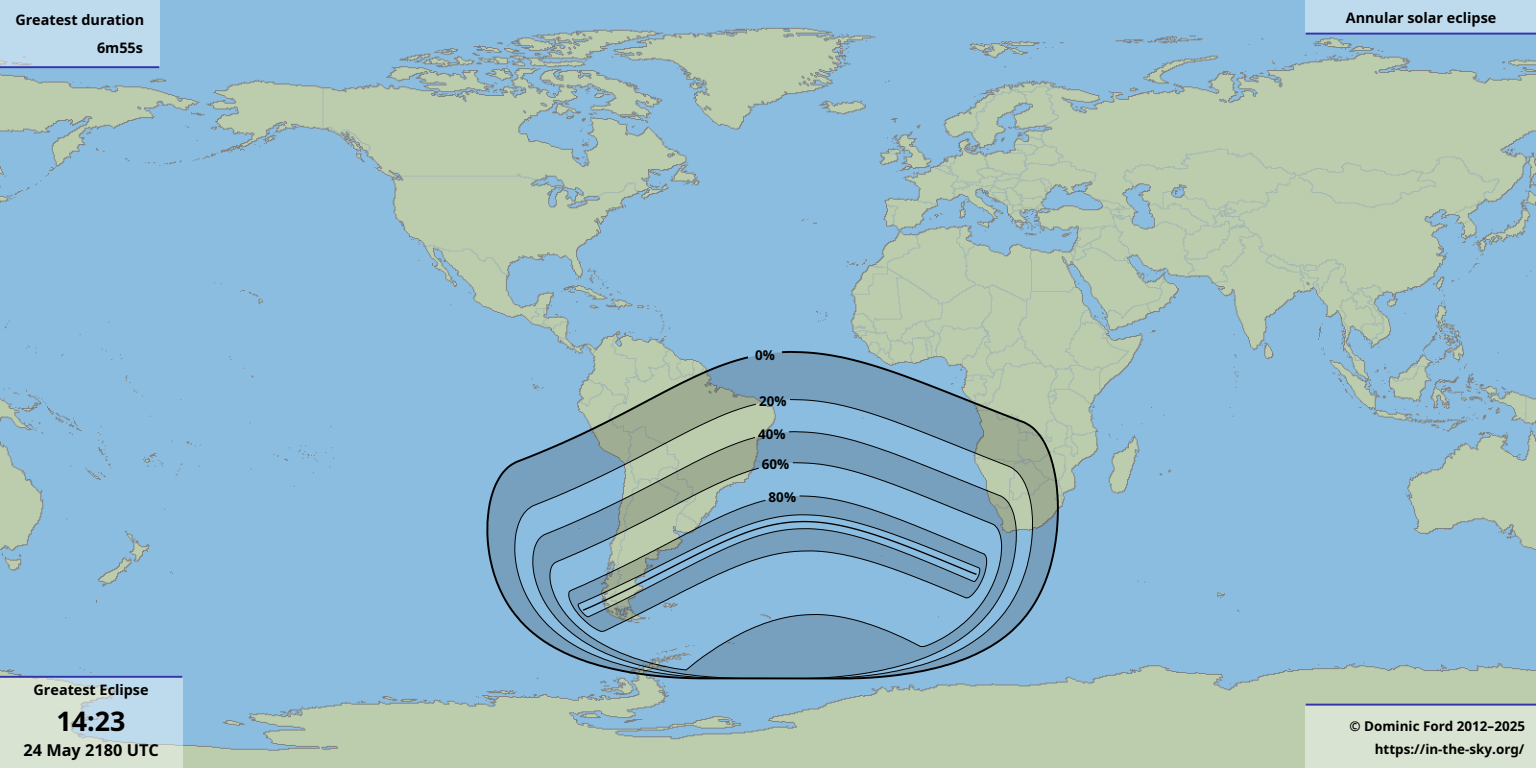 Greatest duration
6m55s
Annular solar eclipse
0%
20%
40%
60%
80%
Greatest Eclipse
14:23
24 May 2180 UTC
© Dominic Ford 2012–2025
https://in-the-sky.org/